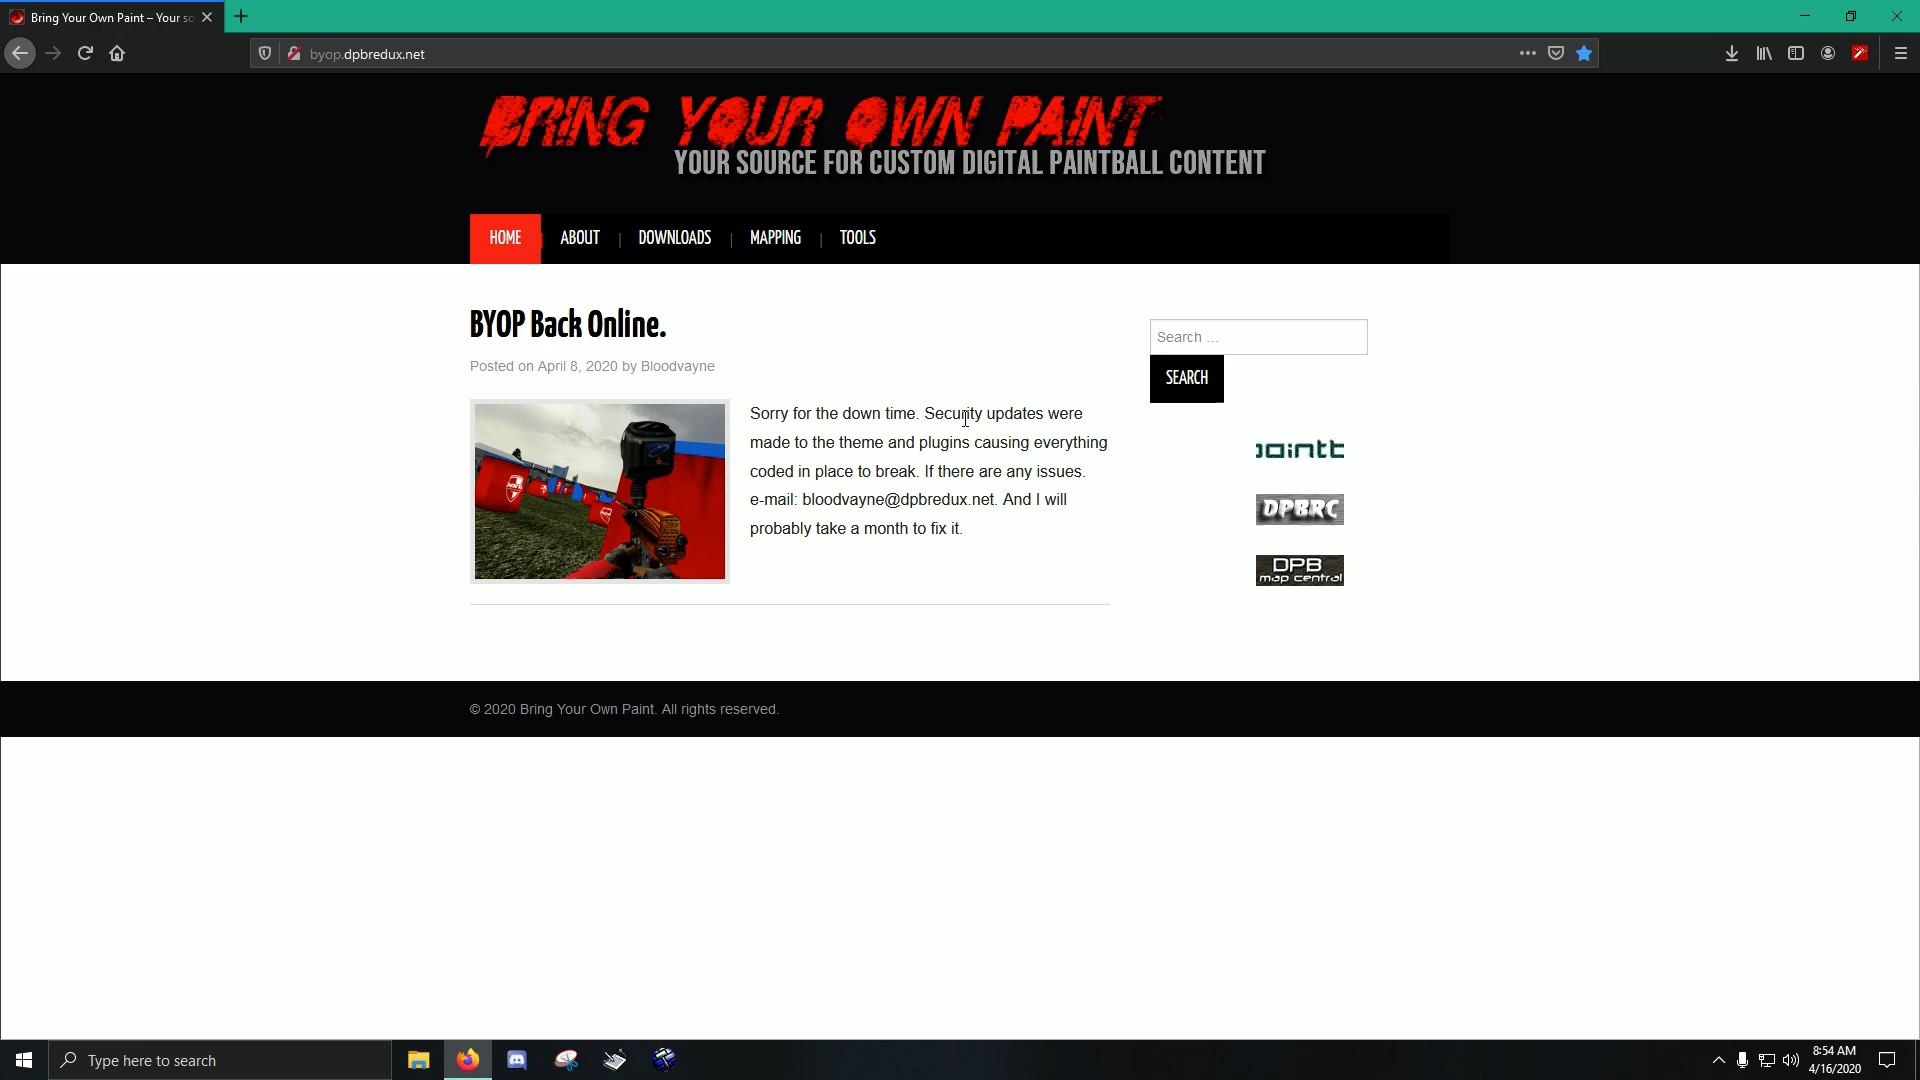 Bring Your Own Paint – Your so
byop.dpbredux.net
BRING YOUR OWN PAINT
YOUR SOURCE FOR CUSTOM DIGITAL PAINTBALL CONTENT
HOME | ABOUT | DOWNLOADS | MAPPING | TOOLS
BYOP Back Online.
Posted on April 8, 2020 by Bloodvayne
Sorry for the down time. Security updates were
made to the theme and plugins causing everything
coded in place to break. If there are any issues.
e-mail: bloodvayne@dpbredux.net. And I will
probably take a month to fix it.
Search …
SEARCH
DPBRC
DPB
map central
© 2020 Bring Your Own Paint. All rights reserved.
Type here to search
8:54 AM
4/16/2020